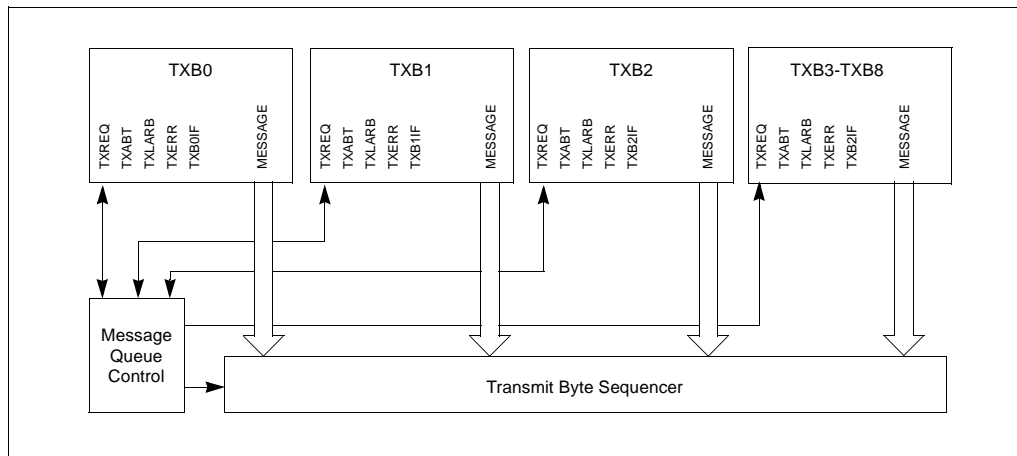 TXB0
TXREQ
TXABT
TXLARB
TXERR
TXB0IF
MESSAGE
TXB1
TXREQ
TXABT
TXLARB
TXERR
TXB1IF
MESSAGE
TXB2
TXREQ
TXABT
TXLARB
TXERR
TXB2IF
MESSAGE
TXB3-TXB8
TXREQ
TXABT
TXLARB
TXERR
TXB2IF
MESSAGE
Message
Queue
Control
Transmit Byte Sequencer